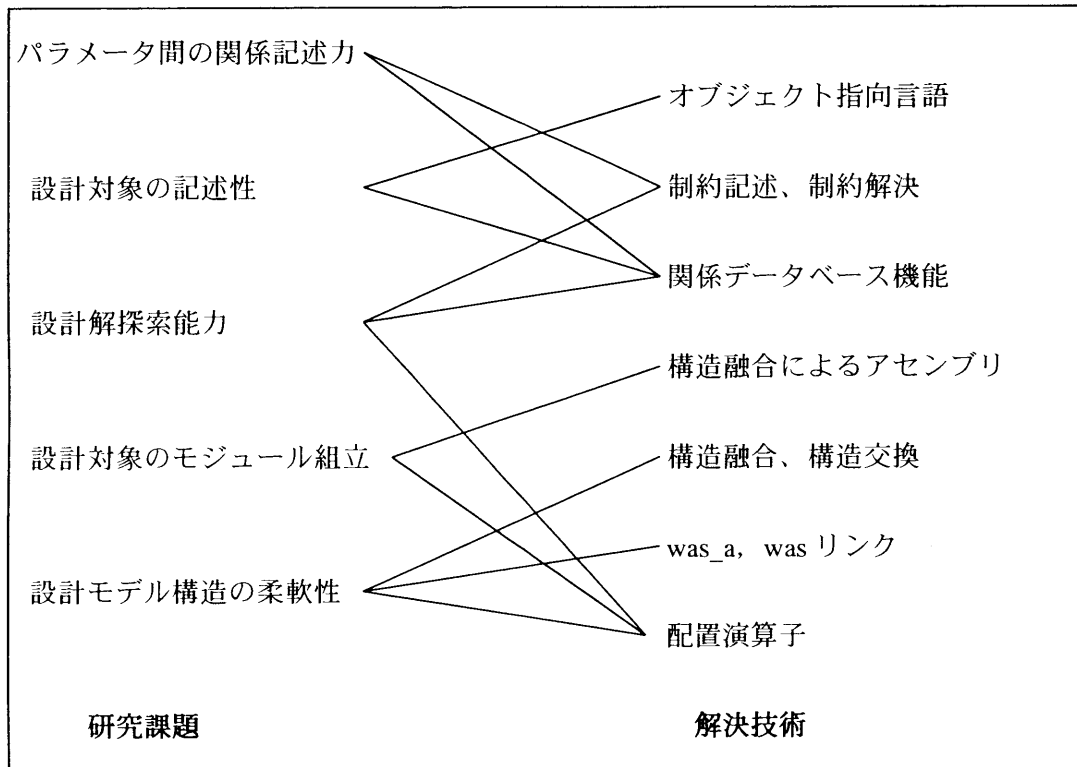 パラメータ間の関係記述力
オブジェクト指向言語
設計対象の記述性
制約記述、制約解決
関係データベース機能
設計解探索能力
構造融合によるアセンブリ
設計対象のモジュール組立
構造融合、構造交換
was_a, was リンク
設計モデル構造の柔軟性
配置演算子
研究課題
解決技術